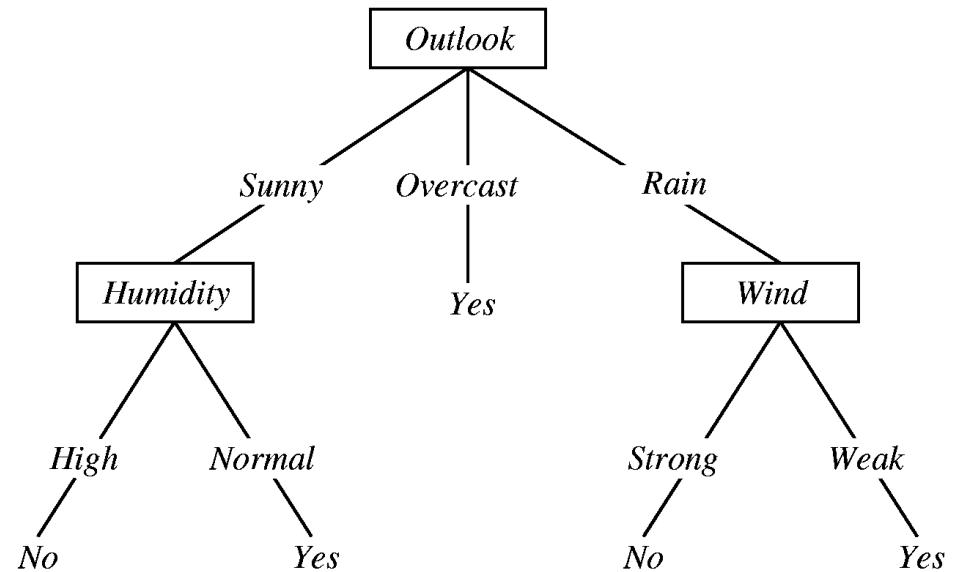 Outlook
Sunny Overcast Rain
Humidity Yes Wind
High Normal Strong Weak
No Yes No Yes